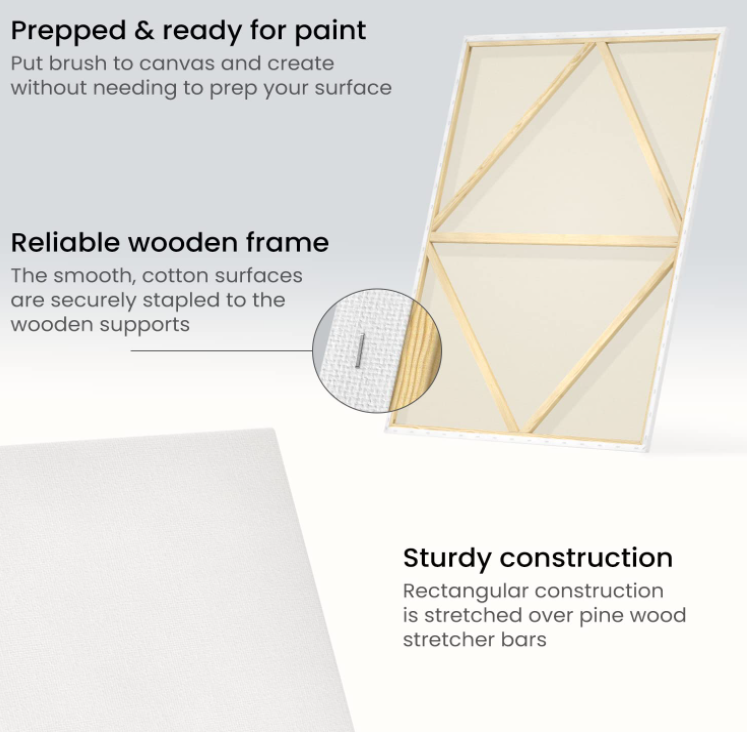 Prepped & ready for paint
Put brush to canvas and create
without needing to prep your surface
Reliable wooden frame
The smooth, cotton surfaces
are securely stapled to the
wooden supports
Sturdy construction
Rectangular construction
is stretched over pine wood
stretcher bars